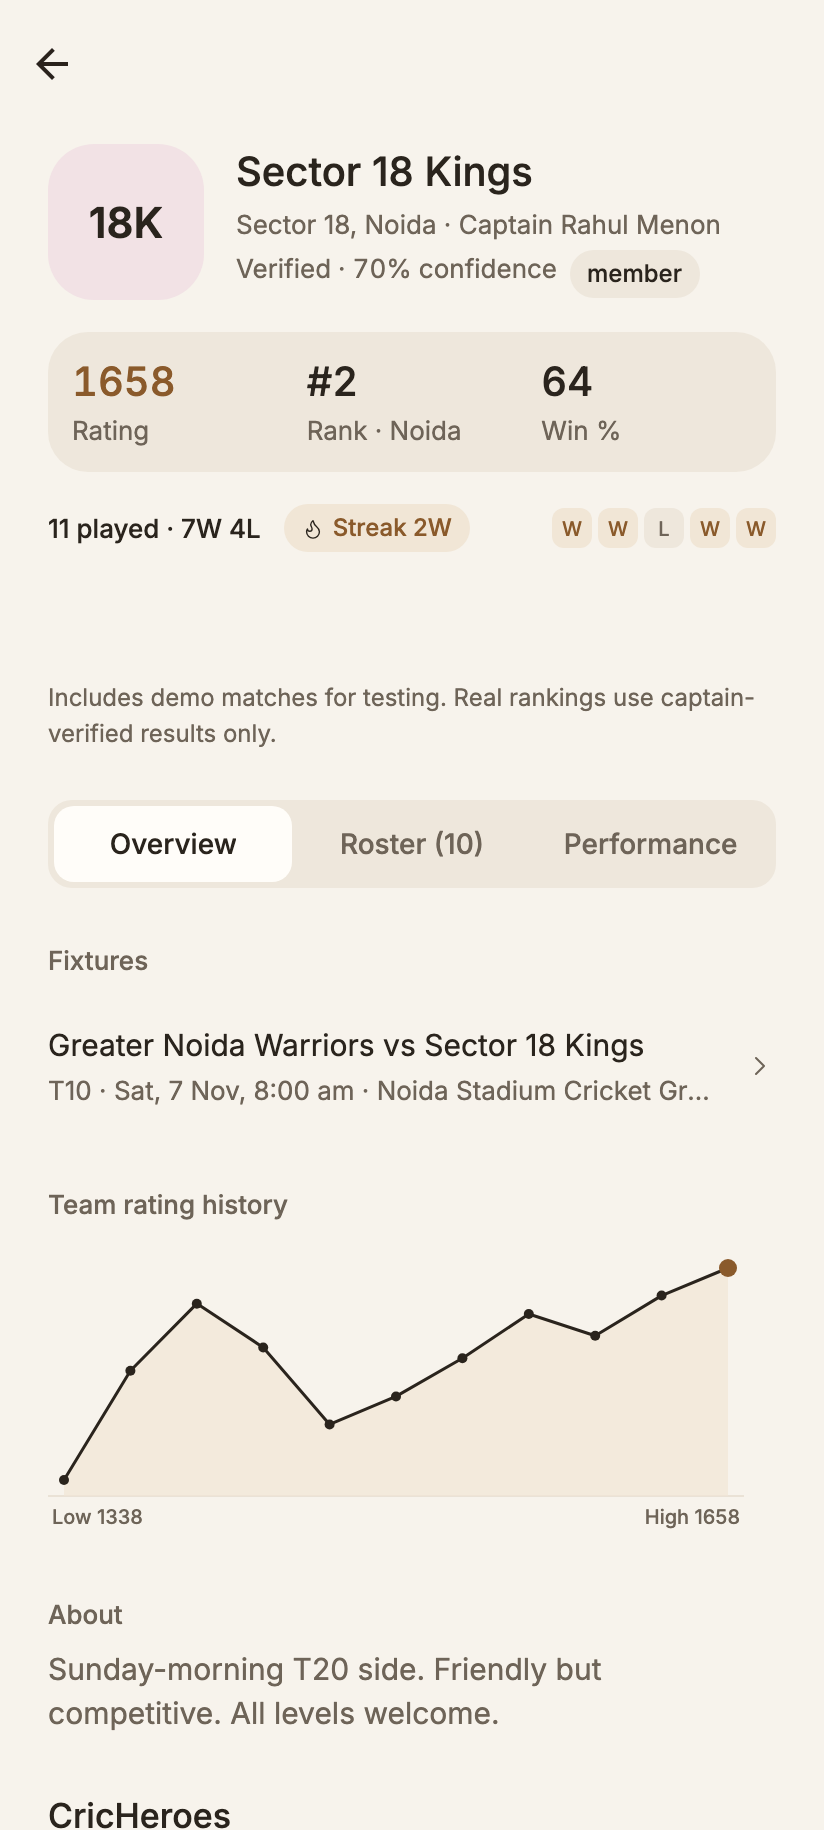 18K
Sector 18 Kings
Sector 18, Noida · Captain Rahul Menon
Verified · 70% confidence member
1658 #2 64
Rating Rank · Noida Win %
11 played · 7W 4L Streak 2W W W L W W
Includes demo matches for testing. Real rankings use captain-
verified results only.
Overview Roster (10) Performance
Fixtures
Greater Noida Warriors vs Sector 18 Kings
T10 · Sat, 7 Nov, 8:00 am · Noida Stadium Cricket Gr...
Team rating history
Low 1338 High 1658
About
Sunday-morning T20 side. Friendly but
competitive. All levels welcome.
CricHeroes